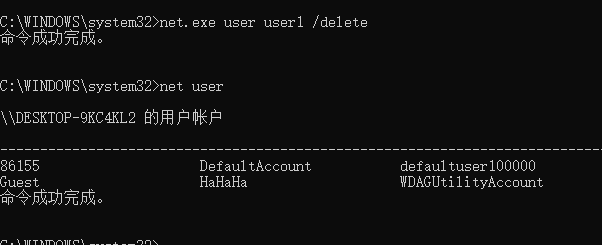 C:\WINDOWS\system32>net.exe user user1 /delete
命令成功完成。
C:\WINDOWS\system32>net user
\\DESKTOP-9KC4KL2 的用户帐户
-------------------------------------------------------------------------------
86155                    DefaultAccount           defaultuser100000
Guest                    HaHaHa                   WDAGUtilityAccount
命令成功完成。
C:\WINDOWS\system32>